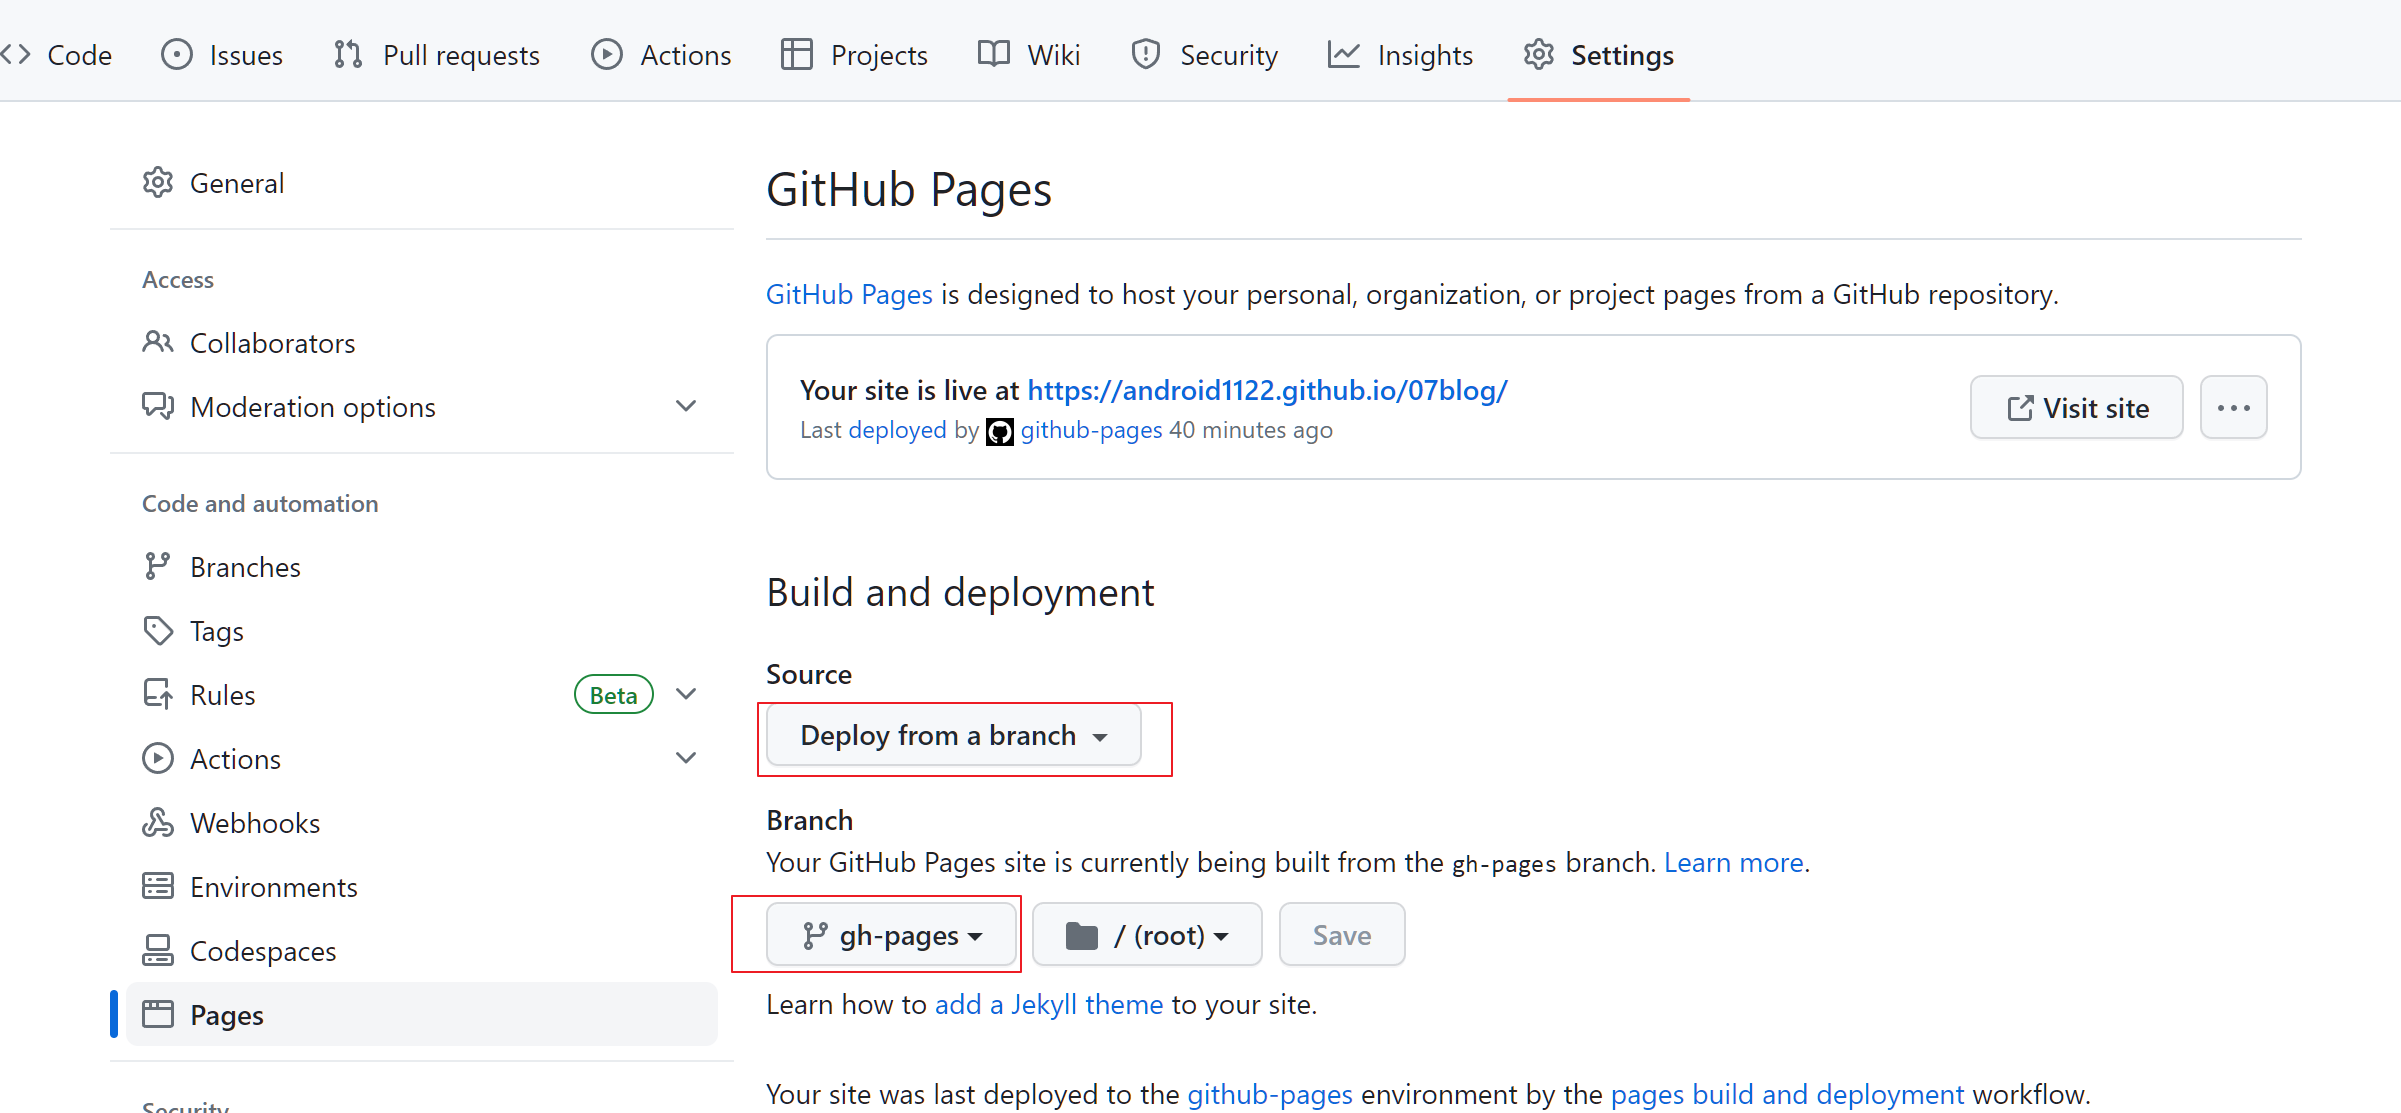 Code Issues Pull requests Actions Projects Wiki Security Insights Settings
General
Access
Collaborators
Moderation options
Code and automation
Branches
Tags
Rules Beta
Actions
Webhooks
Environments
Codespaces
Pages
Security
GitHub Pages
GitHub Pages is designed to host your personal, organization, or project pages from a GitHub repository.
Your site is live at https://android1122.github.io/07blog/
Last deployed by github-pages 40 minutes ago
Visit site
Build and deployment
Source
Deploy from a branch
Branch
Your GitHub Pages site is currently being built from the gh-pages branch. Learn more.
gh-pages / (root) Save
Learn how to add a Jekyll theme to your site.
Your site was last deployed to the github-pages environment by the pages build and deployment workflow.